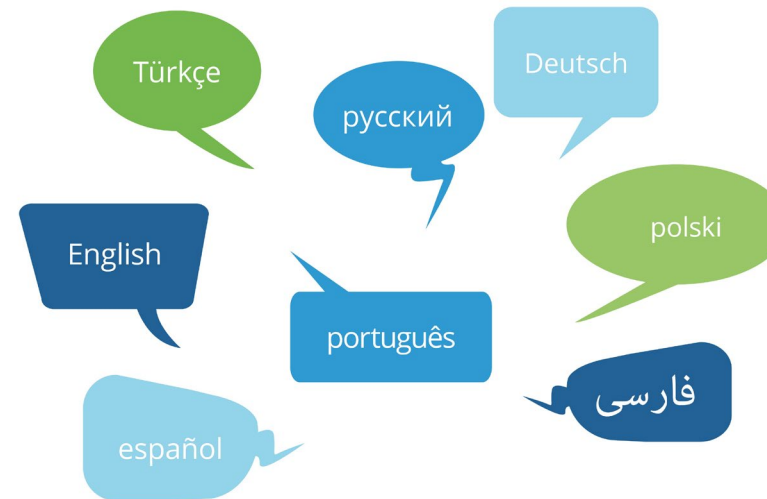 Türkçe
русский
Deutsch
English
polski
português
فارسی
español